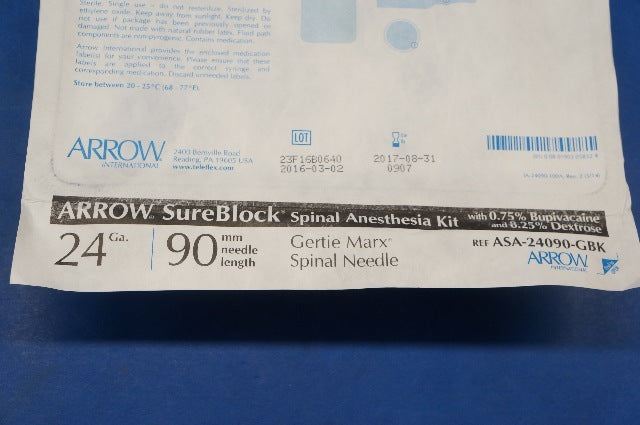 Sterile. Single use - do not resterilize. Sterilized by
ethylene oxide. Keep away from sunlight. Keep dry. Do
not use if package has been previously opened or
damaged. Not made with natural rubber latex. Fluid path
components are non-pyrogenic. Contains medication.
Arrow International provides the enclosed medication
label(s) for your convenience. Please ensure that these
labels are applied to the correct syringe and
corresponding medication. Discard unneeded labels.
Store between 20 - 25°C (68 - 77°F).
ARROW
INTERNATIONAL
2400 Bernville Road
Reading, PA 19605 USA
www.teleflex.com
LOT
23F16B0640
2016-03-02
2017-08-31
0907
ARROW SureBlock Spinal Anesthesia Kit with 0.75% Bupivacaine
and 8.25% Dextrose
24 Ga.
90 mm
needle
length
Gertie Marx
Spinal Needle
REF ASA-24090-GBK
ARROW
INTERNATIONAL